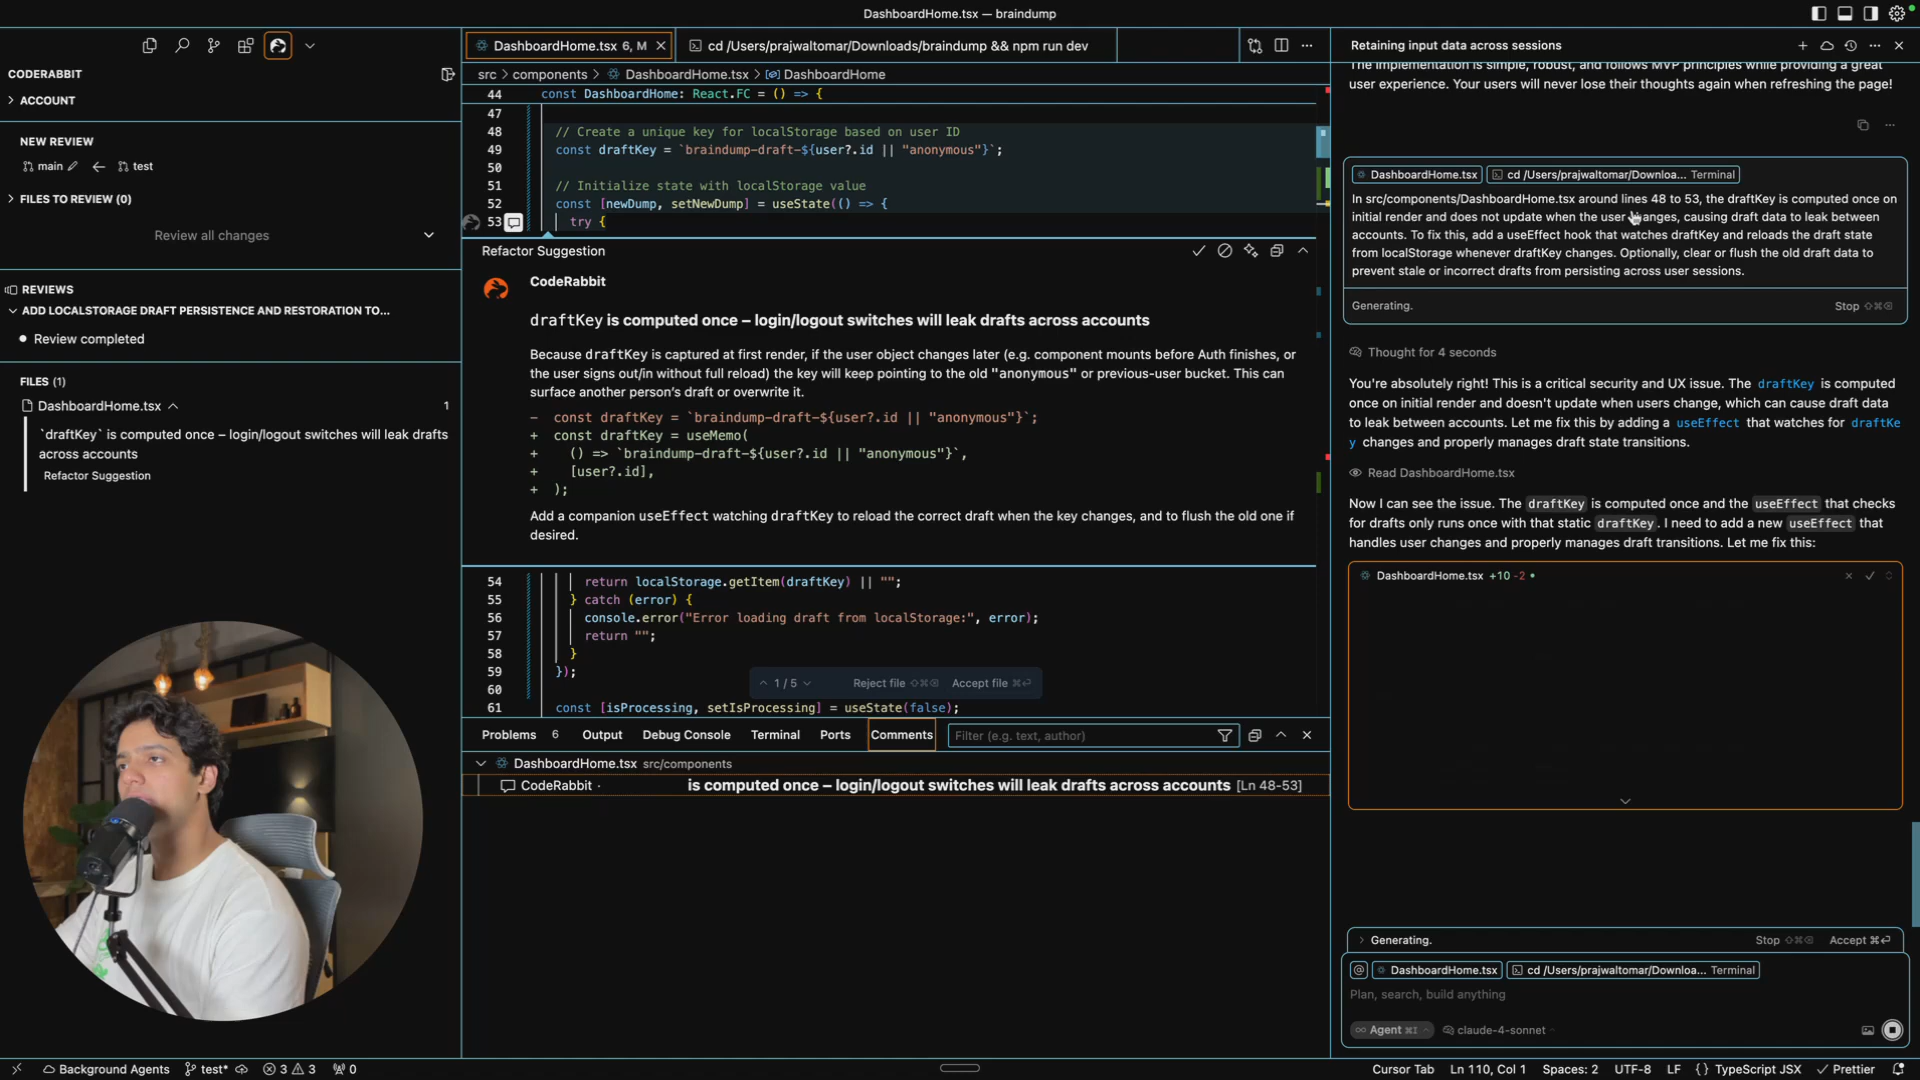 DashboardHome.tsx — braindump
CODERABBIT
ACCOUNT
NEW REVIEW
main
test
FILES TO REVIEW (0)
Review all changes
REVIEWS
ADD LOCALSTORAGE DRAFT PERSISTENCE AND RESTORATION TO...
Review completed
FILES (1)
DashboardHome.tsx
1
`draftKey` is computed once – login/logout switches will leak drafts
across accounts
Refactor Suggestion
DashboardHome.tsx 6, M
cd /Users/prajwaltomar/Downloads/braindump && npm run dev
src > components > DashboardHome.tsx > DashboardHome
44 const DashboardHome: React.FC = () => {
47
48 // Create a unique key for localStorage based on user ID
49 const draftKey = `braindump-draft-${user?.id || "anonymous"}`;
50
51 // Initialize state with localStorage value
52 const [newDump, setNewDump] = useState(() => {
53 try {
Refactor Suggestion
CodeRabbit
draftKey is computed once – login/logout switches will leak drafts across accounts
Because draftKey is captured at first render, if the user object changes later (e.g. component mounts before Auth finishes, or
the user signs out/in without full reload) the key will keep pointing to the old "anonymous" or previous-user bucket. This can
surface another person's draft or overwrite it.
- const draftKey = `braindump-draft-${user?.id || "anonymous"}`;
+ const draftKey = useMemo(
+ () => `braindump-draft-${user?.id || "anonymous"}`,
+ [user?.id],
+ );
Add a companion useEffect watching draftKey to reload the correct draft when the key changes, and to flush the old one if
desired.
54 return localStorage.getItem(draftKey) || "";
55 } catch (error) {
56 console.error("Error loading draft from localStorage:", error);
57 return "";
58 }
59 });
60
61 const [isProcessing, setIsProcessing] = useState(false);
1 / 5
Reject file ⇧⌘⌫
Accept file ⌘⏎
Problems 6 Output Debug Console Terminal Ports Comments
Filter (e.g. text, author)
DashboardHome.tsx src/components
CodeRabbit · is computed once – login/logout switches will leak drafts across accounts [Ln 48-53]
Retaining input data across sessions
The implementation is simple, robust, and follows MVP principles while providing a great
user experience. Your users will never lose their thoughts again when refreshing the page!
DashboardHome.tsx
cd /Users/prajwaltomar/Downloa... Terminal
In src/components/DashboardHome.tsx around lines 48 to 53, the draftKey is computed once on
initial render and does not update when the user changes, causing draft data to leak between
accounts. To fix this, add a useEffect hook that watches draftKey and reloads the draft state
from localStorage whenever draftKey changes. Optionally, clear or flush the old draft data to
prevent stale or incorrect drafts from persisting across user sessions.
Generating.
Stop ⇧⌘⌫
Thought for 4 seconds
You're absolutely right! This is a critical security and UX issue. The draftKey is computed
once on initial render and doesn't update when users change, which can cause draft data
to leak between accounts. Let me fix this by adding a useEffect that watches for draftKe
y changes and properly manages draft state transitions.
Read DashboardHome.tsx
Now I can see the issue. The draftKey is computed once and the useEffect that checks
for drafts only runs once with that static draftKey. I need to add a new useEffect that
handles user changes and properly manages draft transitions. Let me fix this:
DashboardHome.tsx +10 -2
Generating.
Stop ⇧⌘⌫
Accept ⌘⏎
@
DashboardHome.tsx
cd /Users/prajwaltomar/Downloa... Terminal
Plan, search, build anything
Agent ⌘I
claude-4-sonnet
Background Agents
test*
3
3
0
Cursor Tab
Ln 110, Col 1
Spaces: 2
UTF-8
LF
{ } TypeScript JSX
Prettier